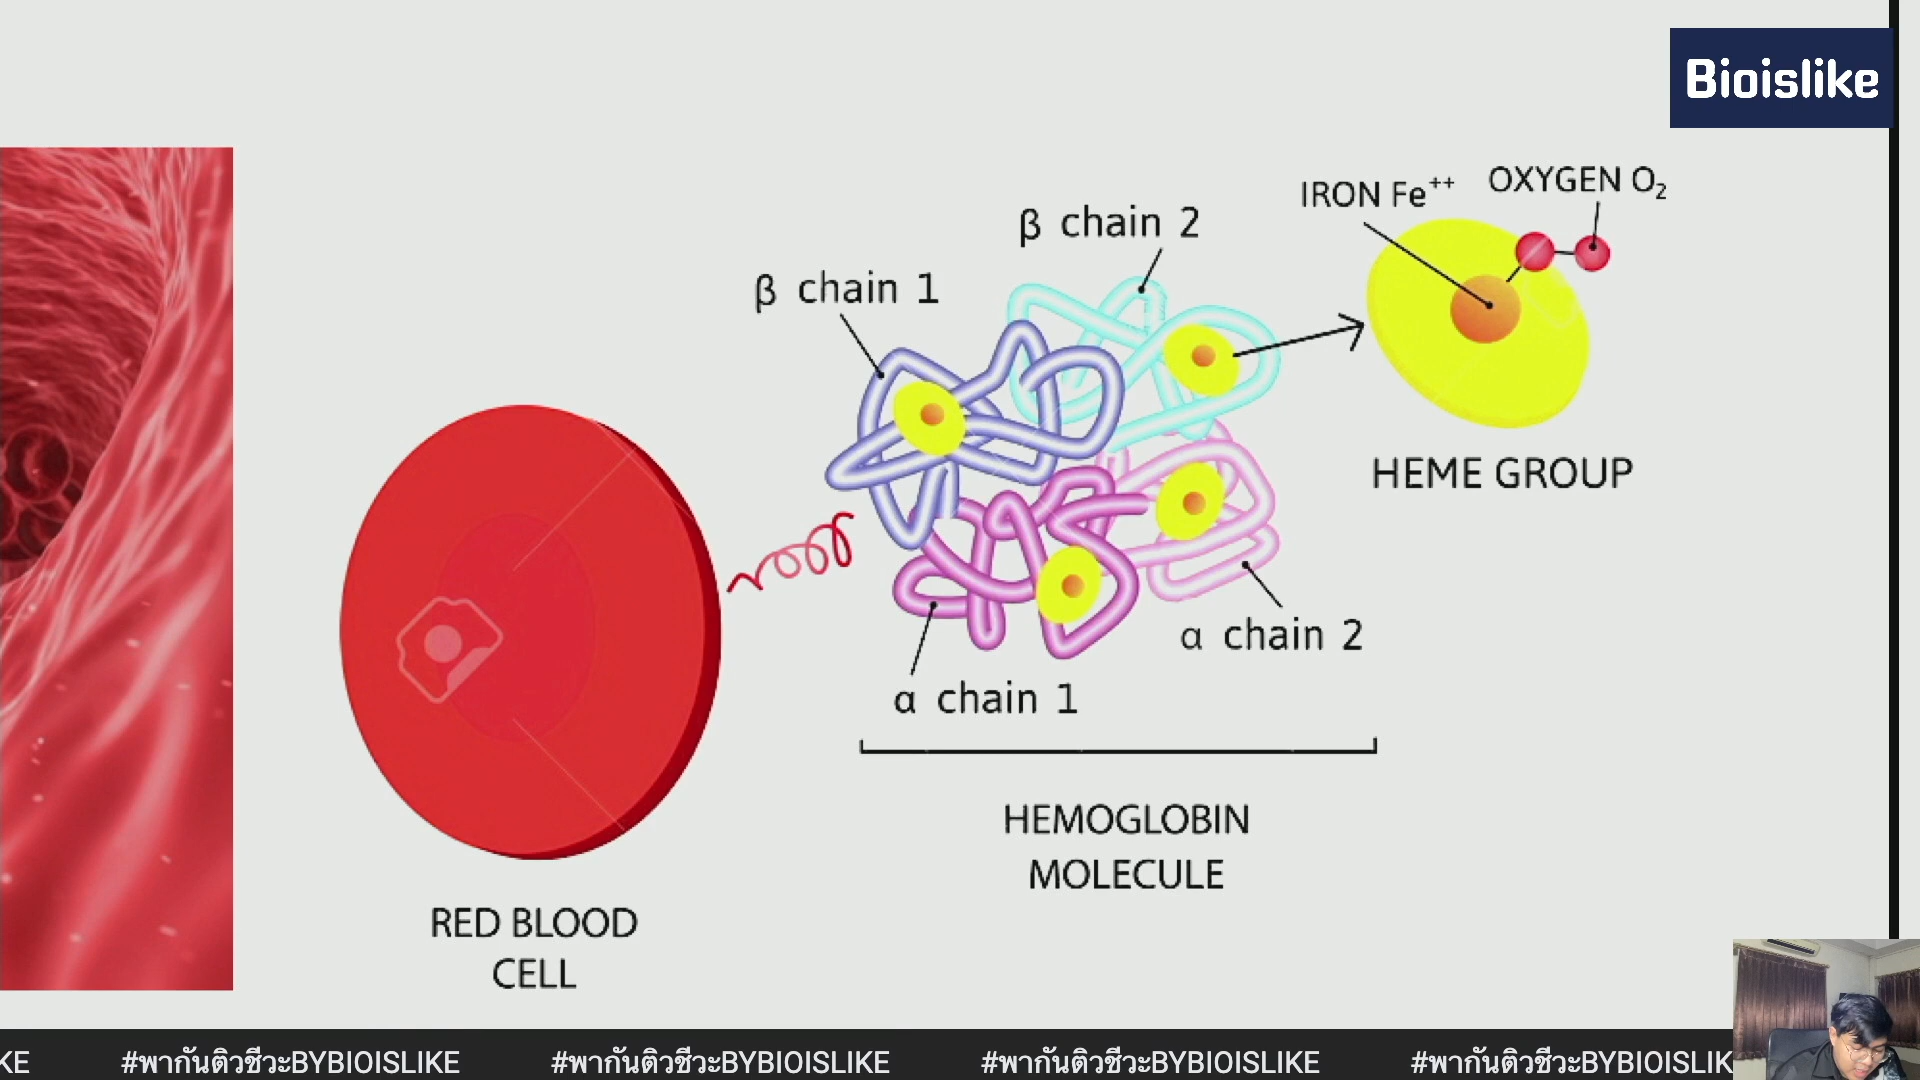 Bioislike
IRON Fe⁺⁺
OXYGEN O₂
β chain 2
β chain 1
HEME GROUP
α chain 2
α chain 1
HEMOGLOBIN
MOLECULE
RED BLOOD
CELL
KE #พากันติวชีวะBYBIOISLIKE #พากันติวชีวะBYBIOISLIKE #พากันติวชีวะBYBIOISLIKE #พากันติวชีวะBYBIOISLIK